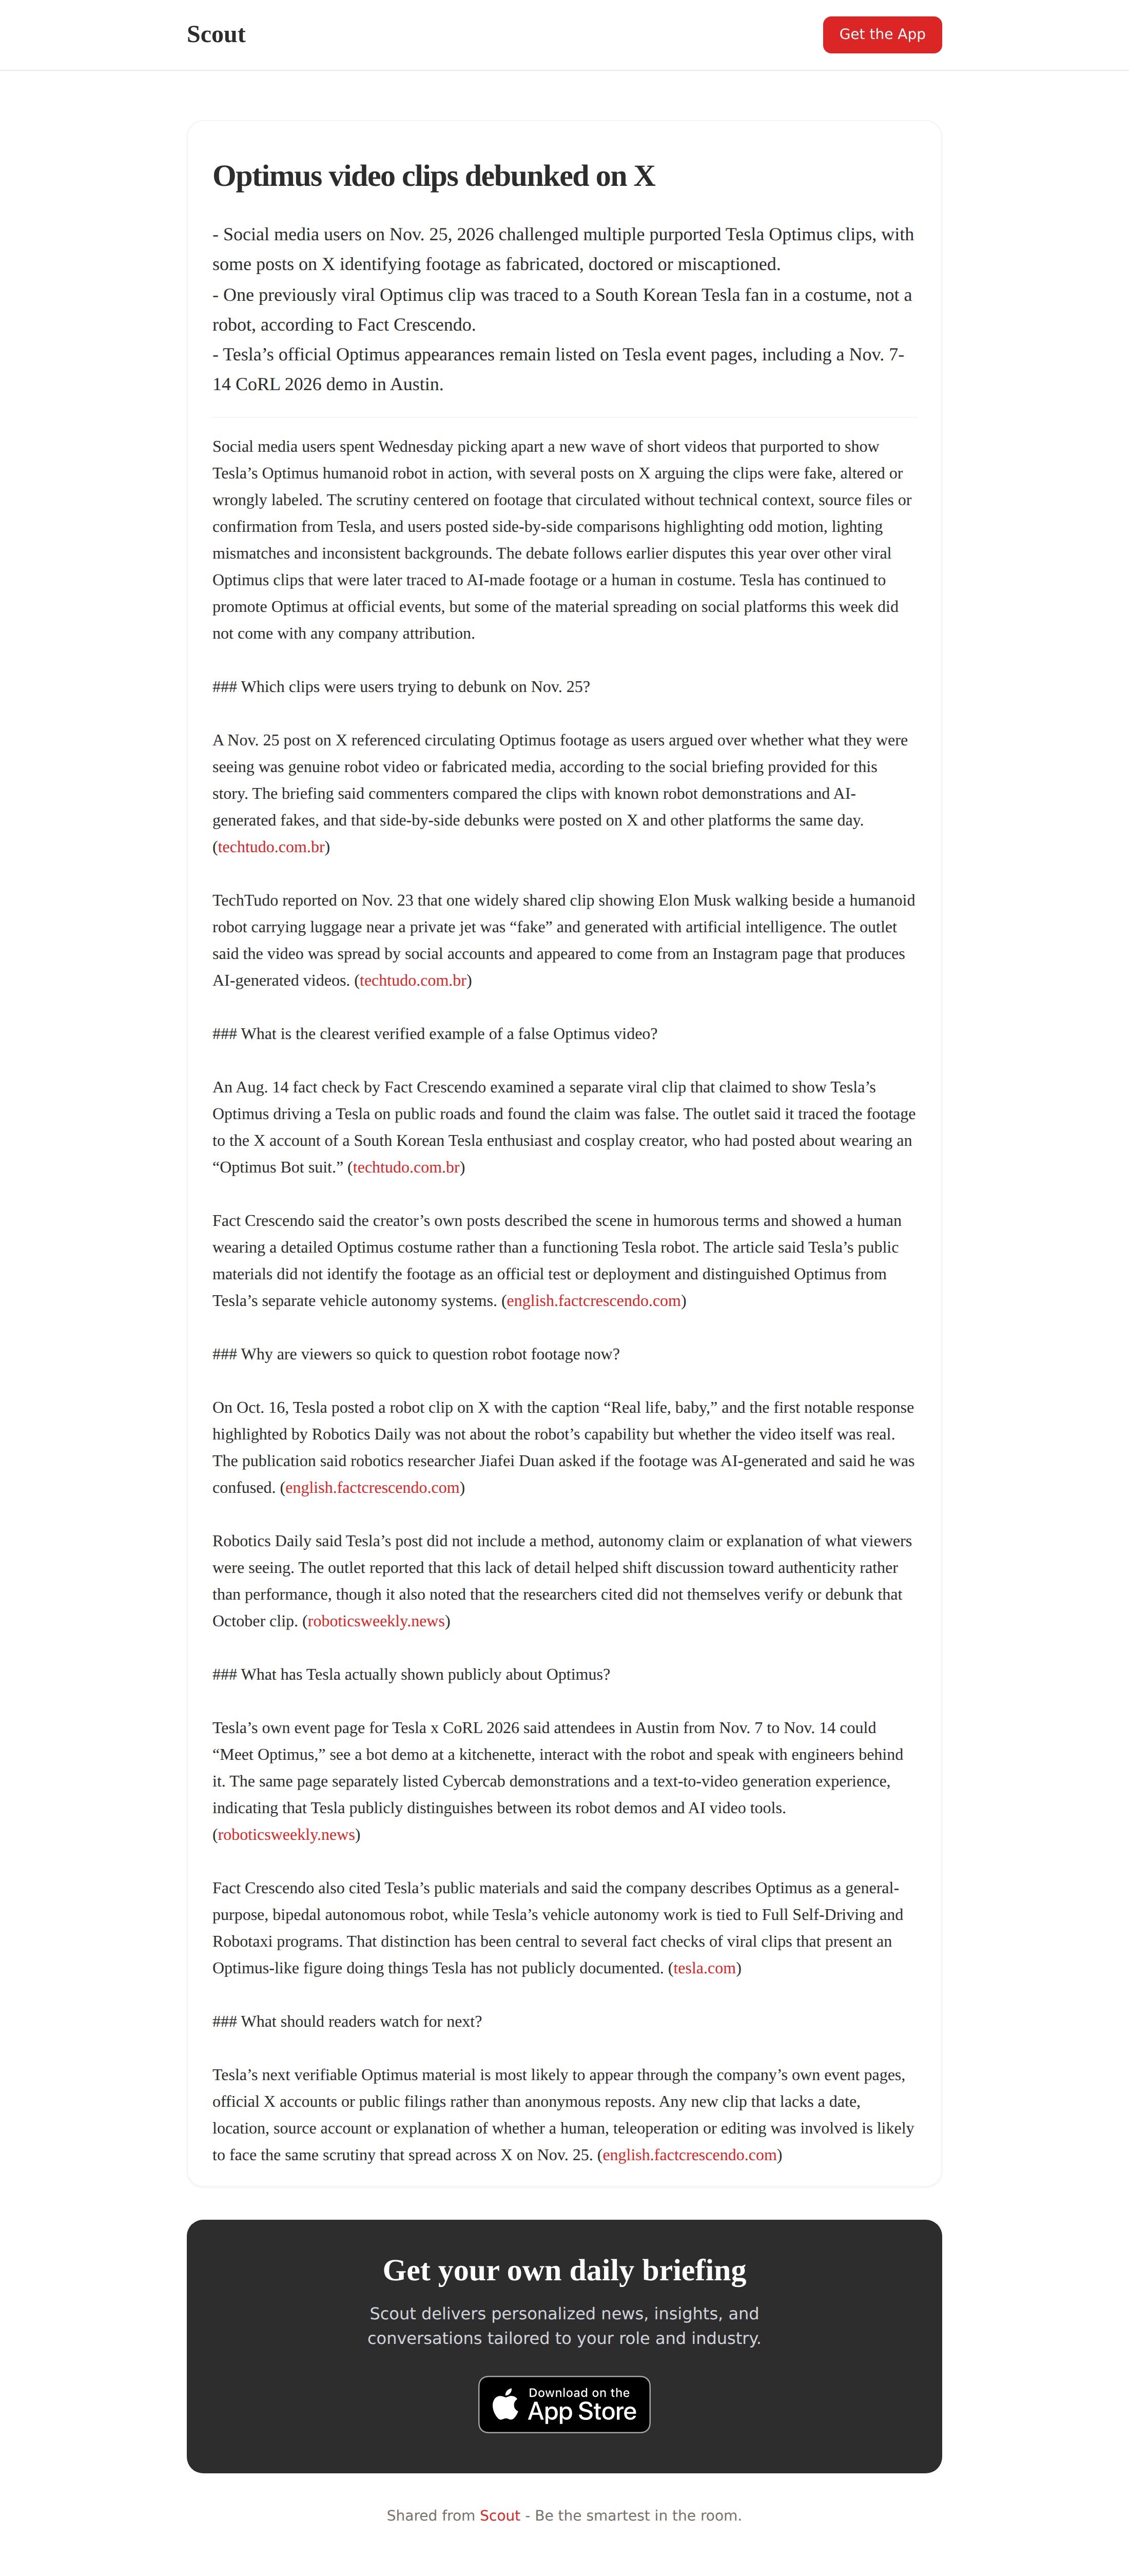 Scout
Get the App
Optimus video clips debunked on X
- Social media users on Nov. 25, 2026 challenged multiple purported Tesla Optimus clips, with
some posts on X identifying footage as fabricated, doctored or miscaptioned.
- One previously viral Optimus clip was traced to a South Korean Tesla fan in a costume, not a
robot, according to Fact Crescendo.
- Tesla’s official Optimus appearances remain listed on Tesla event pages, including a Nov. 7-
14 CoRL 2026 demo in Austin.
Social media users spent Wednesday picking apart a new wave of short videos that purported to show
Tesla’s Optimus humanoid robot in action, with several posts on X arguing the clips were fake, altered or
wrongly labeled. The scrutiny centered on footage that circulated without technical context, source files or
confirmation from Tesla, and users posted side-by-side comparisons highlighting odd motion, lighting
mismatches and inconsistent backgrounds. The debate follows earlier disputes this year over other viral
Optimus clips that were later traced to AI-made footage or a human in costume. Tesla has continued to
promote Optimus at official events, but some of the material spreading on social platforms this week did
not come with any company attribution.
### Which clips were users trying to debunk on Nov. 25?
A Nov. 25 post on X referenced circulating Optimus footage as users argued over whether what they were
seeing was genuine robot video or fabricated media, according to the social briefing provided for this
story. The briefing said commenters compared the clips with known robot demonstrations and AI-
generated fakes, and that side-by-side debunks were posted on X and other platforms the same day.
(techtudo.com.br)
TechTudo reported on Nov. 23 that one widely shared clip showing Elon Musk walking beside a humanoid
robot carrying luggage near a private jet was “fake” and generated with artificial intelligence. The outlet
said the video was spread by social accounts and appeared to come from an Instagram page that produces
AI-generated videos. (techtudo.com.br)
### What is the clearest verified example of a false Optimus video?
An Aug. 14 fact check by Fact Crescendo examined a separate viral clip that claimed to show Tesla’s
Optimus driving a Tesla on public roads and found the claim was false. The outlet said it traced the footage
to the X account of a South Korean Tesla enthusiast and cosplay creator, who had posted about wearing an
“Optimus Bot suit.” (techtudo.com.br)
Fact Crescendo said the creator’s own posts described the scene in humorous terms and showed a human
wearing a detailed Optimus costume rather than a functioning Tesla robot. The article said Tesla’s public
materials did not identify the footage as an official test or deployment and distinguished Optimus from
Tesla’s separate vehicle autonomy systems. (english.factcrescendo.com)
### Why are viewers so quick to question robot footage now?
On Oct. 16, Tesla posted a robot clip on X with the caption “Real life, baby,” and the first notable response
highlighted by Robotics Daily was not about the robot’s capability but whether the video itself was real.
The publication said robotics researcher Jiafei Duan asked if the footage was AI-generated and said he was
confused. (english.factcrescendo.com)
Robotics Daily said Tesla’s post did not include a method, autonomy claim or explanation of what viewers
were seeing. The outlet reported that this lack of detail helped shift discussion toward authenticity rather
than performance, though it also noted that the researchers cited did not themselves verify or debunk that
October clip. (roboticsweekly.news)
### What has Tesla actually shown publicly about Optimus?
Tesla’s own event page for Tesla x CoRL 2026 said attendees in Austin from Nov. 7 to Nov. 14 could
“Meet Optimus,” see a bot demo at a kitchenette, interact with the robot and speak with engineers behind
it. The same page separately listed Cybercab demonstrations and a text-to-video generation experience,
indicating that Tesla publicly distinguishes between its robot demos and AI video tools.
(roboticsweekly.news)
Fact Crescendo also cited Tesla’s public materials and said the company describes Optimus as a general-
purpose, bipedal autonomous robot, while Tesla’s vehicle autonomy work is tied to Full Self-Driving and
Robotaxi programs. That distinction has been central to several fact checks of viral clips that present an
Optimus-like figure doing things Tesla has not publicly documented. (tesla.com)
### What should readers watch for next?
Tesla’s next verifiable Optimus material is most likely to appear through the company’s own event pages,
official X accounts or public filings rather than anonymous reposts. Any new clip that lacks a date,
location, source account or explanation of whether a human, teleoperation or editing was involved is likely
to face the same scrutiny that spread across X on Nov. 25. (english.factcrescendo.com)
Get your own daily briefing
Scout delivers personalized news, insights, and
conversations tailored to your role and industry.
Download on the
App Store
Shared from Scout - Be the smartest in the room.